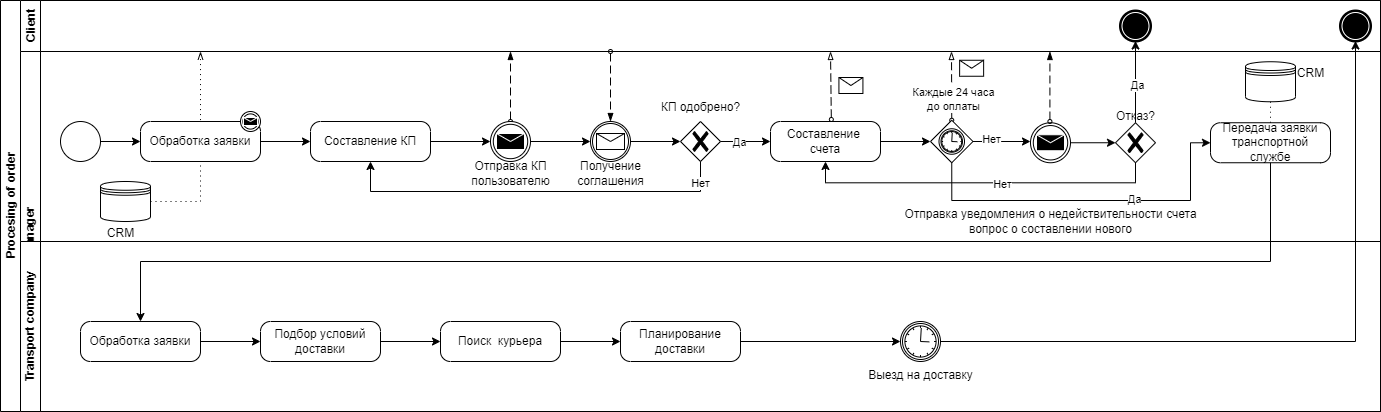 Procesing of order
Client
nager
Transport company
Обработка заявки
CRM
Составление КП
Отправка КП
пользователю
Получение
соглашения
КП одобрено?
Да
Нет
Составление
счета
Каждые 24 часа
до оплаты
Нет
Отказ?
Да
Нет
Да
Отправка уведомления о недействительности счета
вопрос о составлении нового
CRM
Передача заявки
транспортной
службе
Обработка заявки
Подбор условий
доставки
Поиск курьера
Планирование
доставки
Выезд на доставку